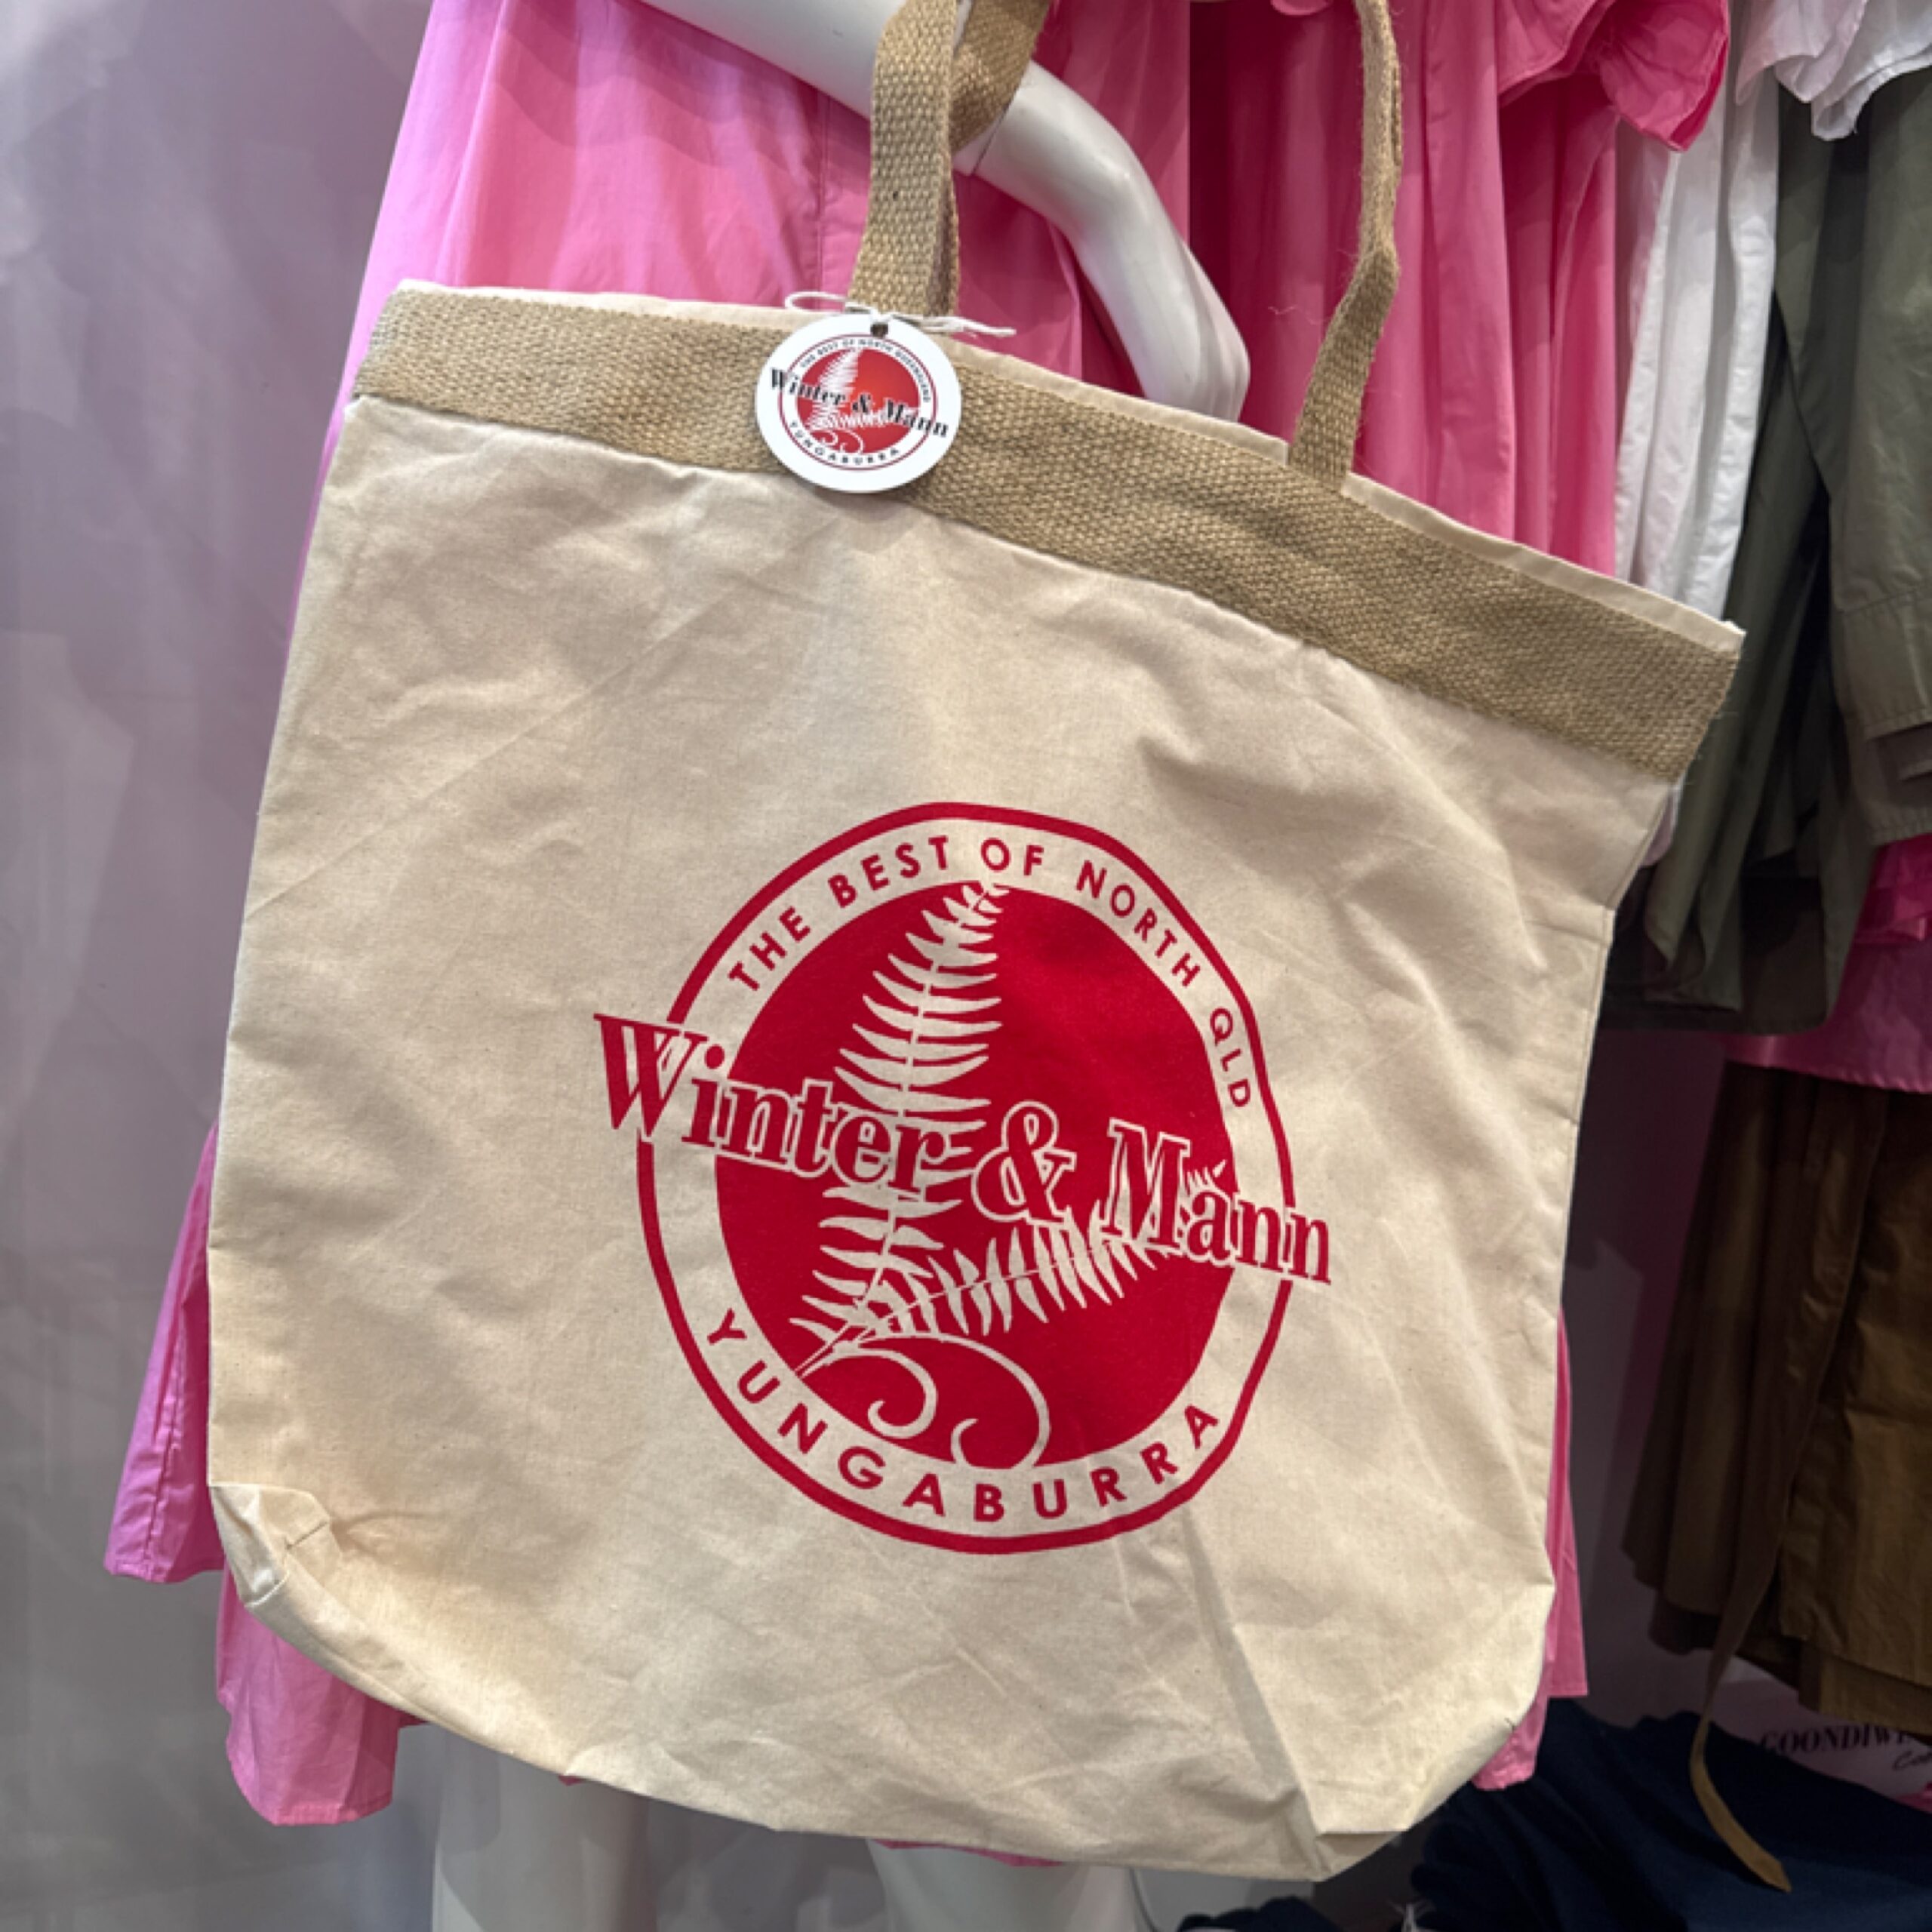 THE BEST OF NORTH QUEENSLAND
Winter & Mann
YUNGABURRA
THE BEST OF NORTH QLD
Winter & Mann
YUNGABURRA